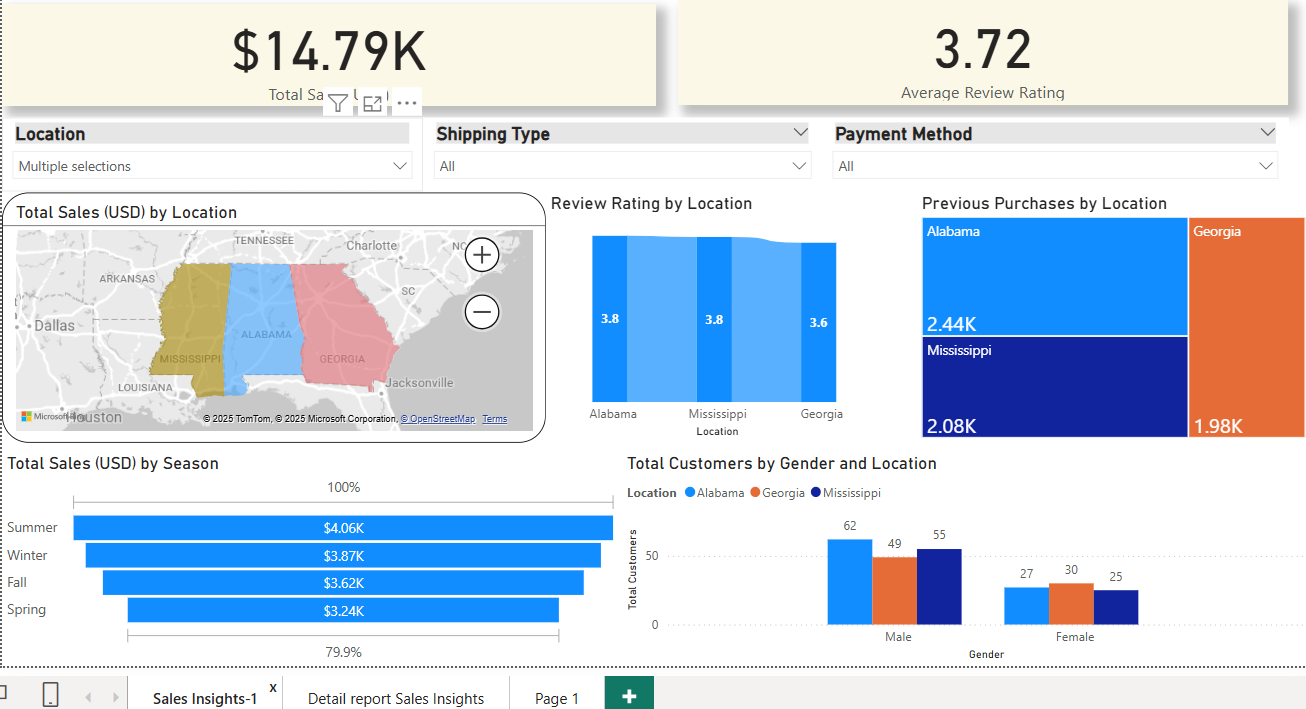 $14.79K
Total Sa
3.72
Average Review Rating
Location
Multiple selections
Shipping Type
All
Payment Method
All
Total Sales (USD) by Location
TENNESSEE
Charlotte
NC
ARKANSAS
SC
Dallas
ALABAMA
MISSISSIPPI
GEORGIA
LOUISIANA
Jacksonville
Houston
Microsoft
© 2025 TomTom, © 2025 Microsoft Corporation, © OpenStreetMap Terms
Review Rating by Location
3.8
3.8
3.6
Alabama
Mississippi
Georgia
Location
Previous Purchases by Location
Alabama
2.44K
Georgia
Mississippi
2.08K
1.98K
Total Sales (USD) by Season
100%
Summer
$4.06K
Winter
$3.87K
Fall
$3.62K
Spring
$3.24K
79.9%
Total Customers by Gender and Location
Location Alabama Georgia Mississippi
Total Customers
50
0
62
49
55
27
30
25
Male
Female
Gender
Sales Insights-1 x
Detail report Sales Insights
Page 1
+